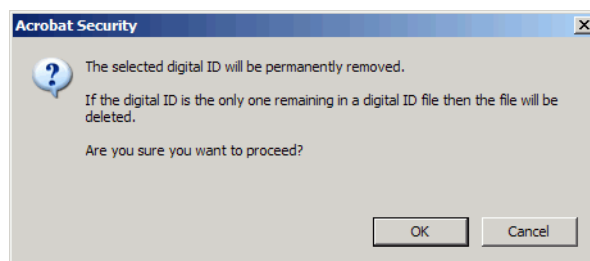 Acrobat Security
The selected digital ID will be permanently removed.
If the digital ID is the only one remaining in a digital ID file then the file will be
deleted.
Are you sure you want to proceed?
OK Cancel